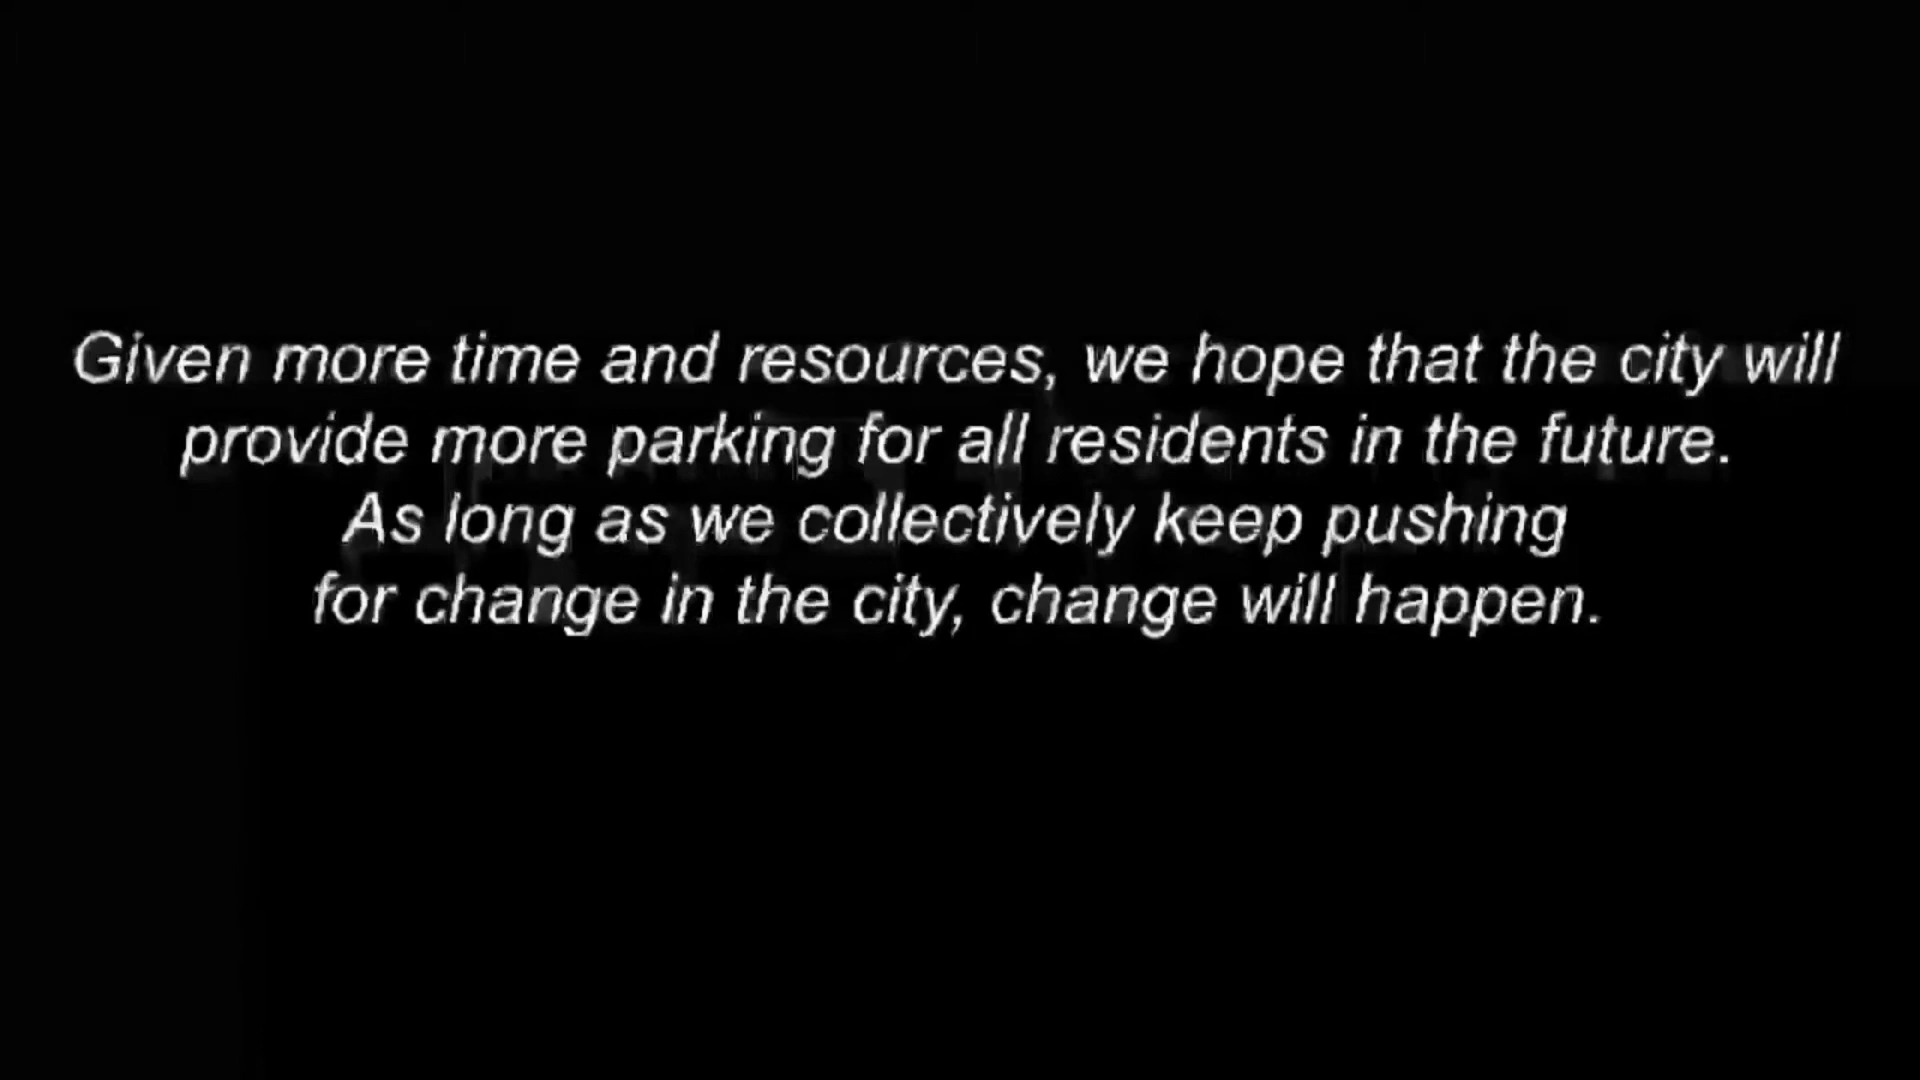 Given more time and resources, we hope that the city will
provide more parking for all residents in the future.
As long as we collectively keep pushing
for change in the city, change will happen.